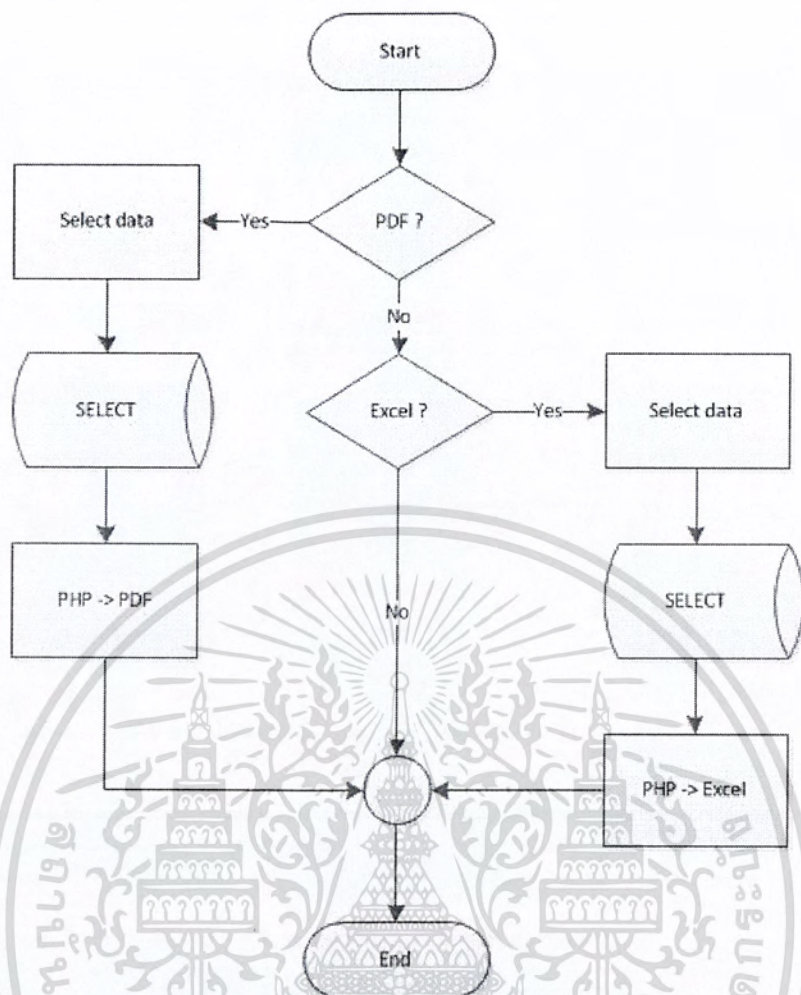 Start
PDF ?
Yes
Select data
No
SELECT
Excel ?
Yes
Select data
PHP -> PDF
No
SELECT
PHP -> Excel
End